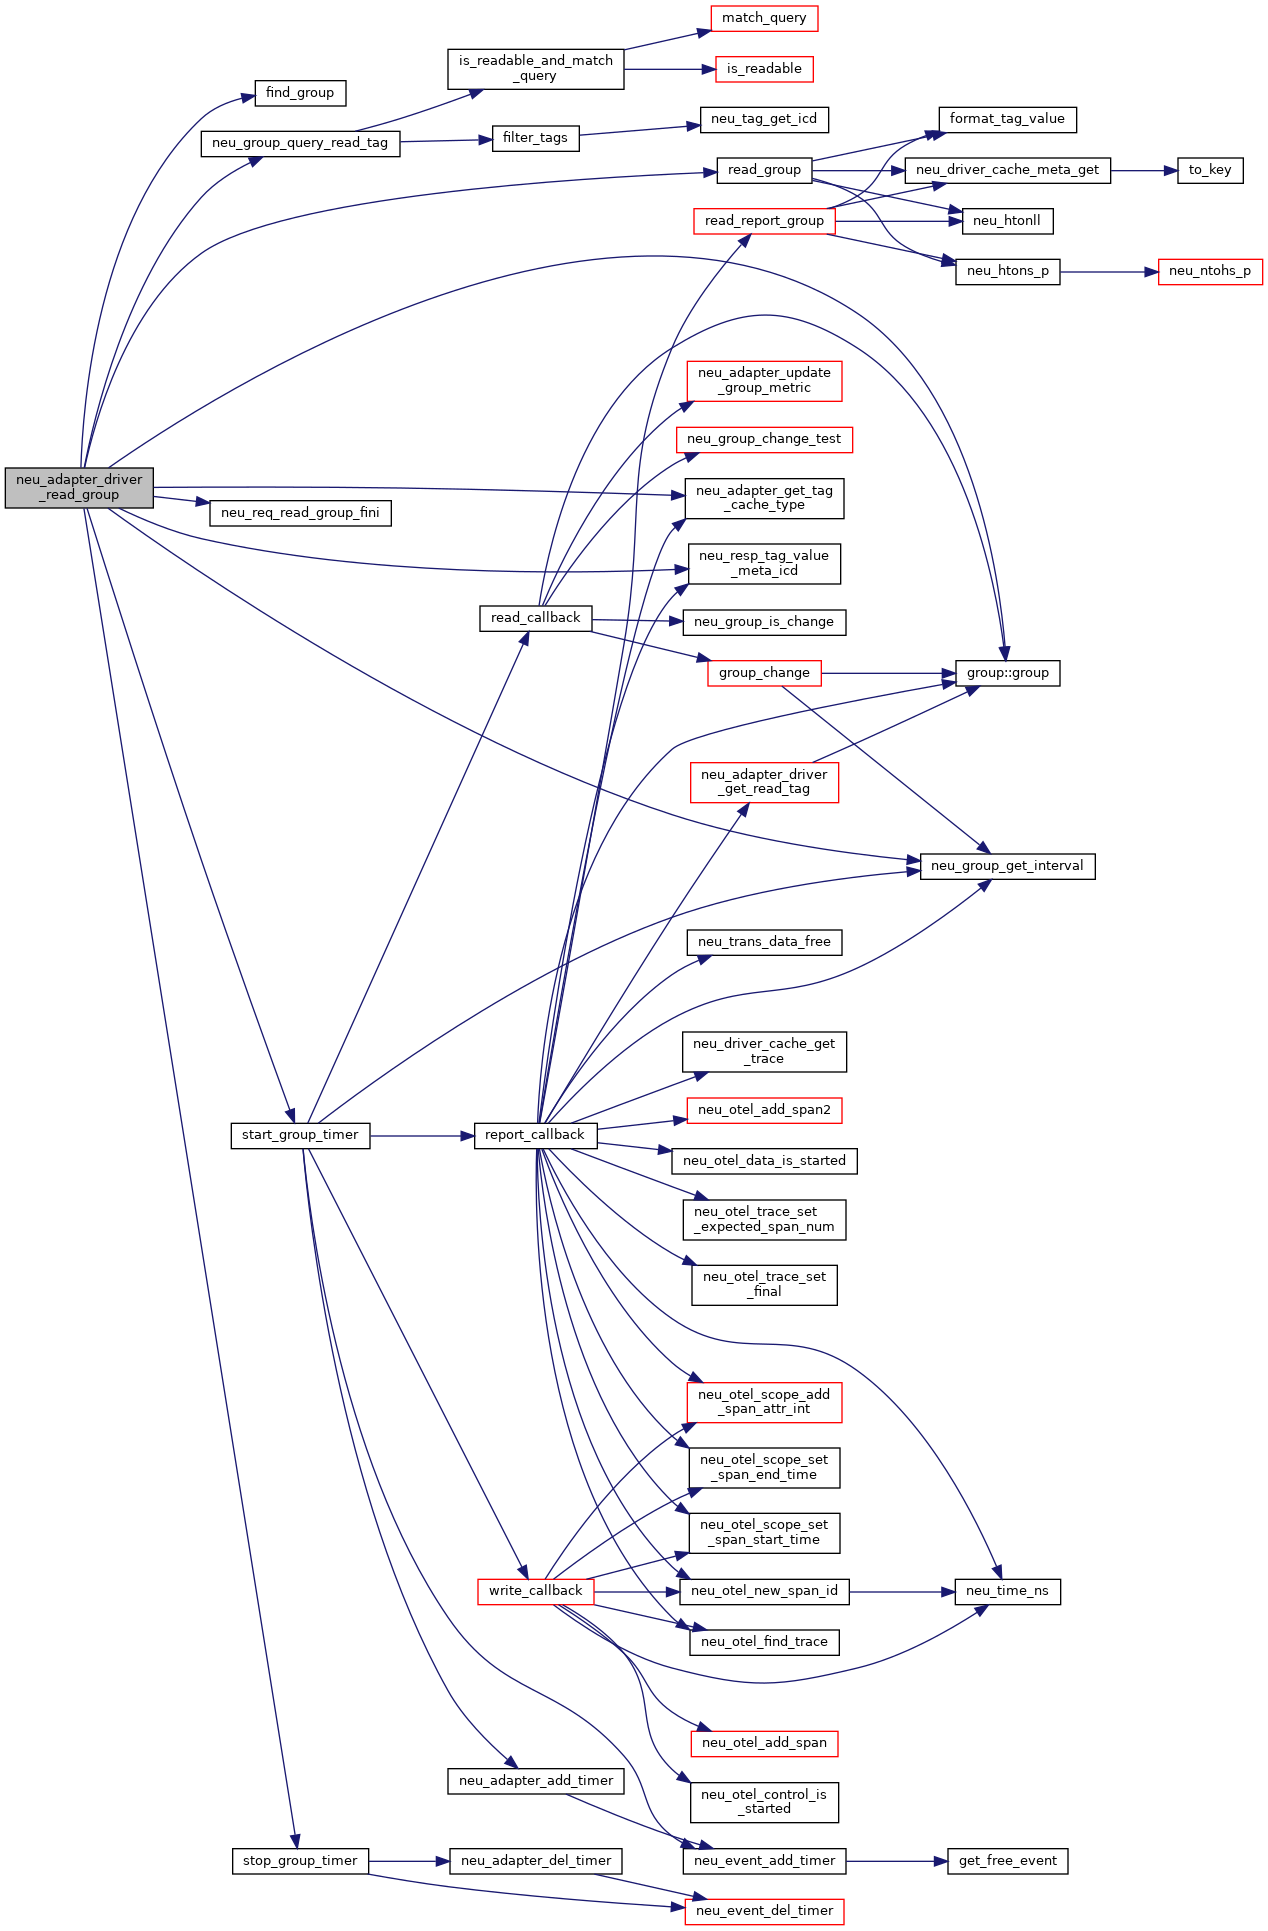 match_query
is_readable_and_match
_query
is_readable
find_group
neu_group_query_read_tag
filter_tags
neu_tag_get_icd
format_tag_value
read_group
neu_driver_cache_meta_get
to_key
read_report_group
neu_htonll
neu_htons_p
neu_ntohs_p
neu_adapter_update
_group_metric
neu_group_change_test
neu_adapter_driver
_read_group
neu_adapter_get_tag
_cache_type
neu_req_read_group_fini
neu_resp_tag_value
_meta_icd
read_callback
neu_group_is_change
group_change
group::group
neu_adapter_driver
_get_read_tag
neu_group_get_interval
neu_trans_data_free
neu_driver_cache_get
_trace
neu_otel_add_span2
start_group_timer
report_callback
neu_otel_data_is_started
neu_otel_trace_set
_expected_span_num
neu_otel_trace_set
_final
neu_otel_scope_add
_span_attr_int
neu_otel_scope_set
_span_end_time
neu_otel_scope_set
_span_start_time
write_callback
neu_otel_new_span_id
neu_time_ns
neu_otel_find_trace
neu_otel_add_span
neu_adapter_add_timer
neu_otel_control_is
_started
stop_group_timer
neu_adapter_del_timer
neu_event_add_timer
get_free_event
neu_event_del_timer